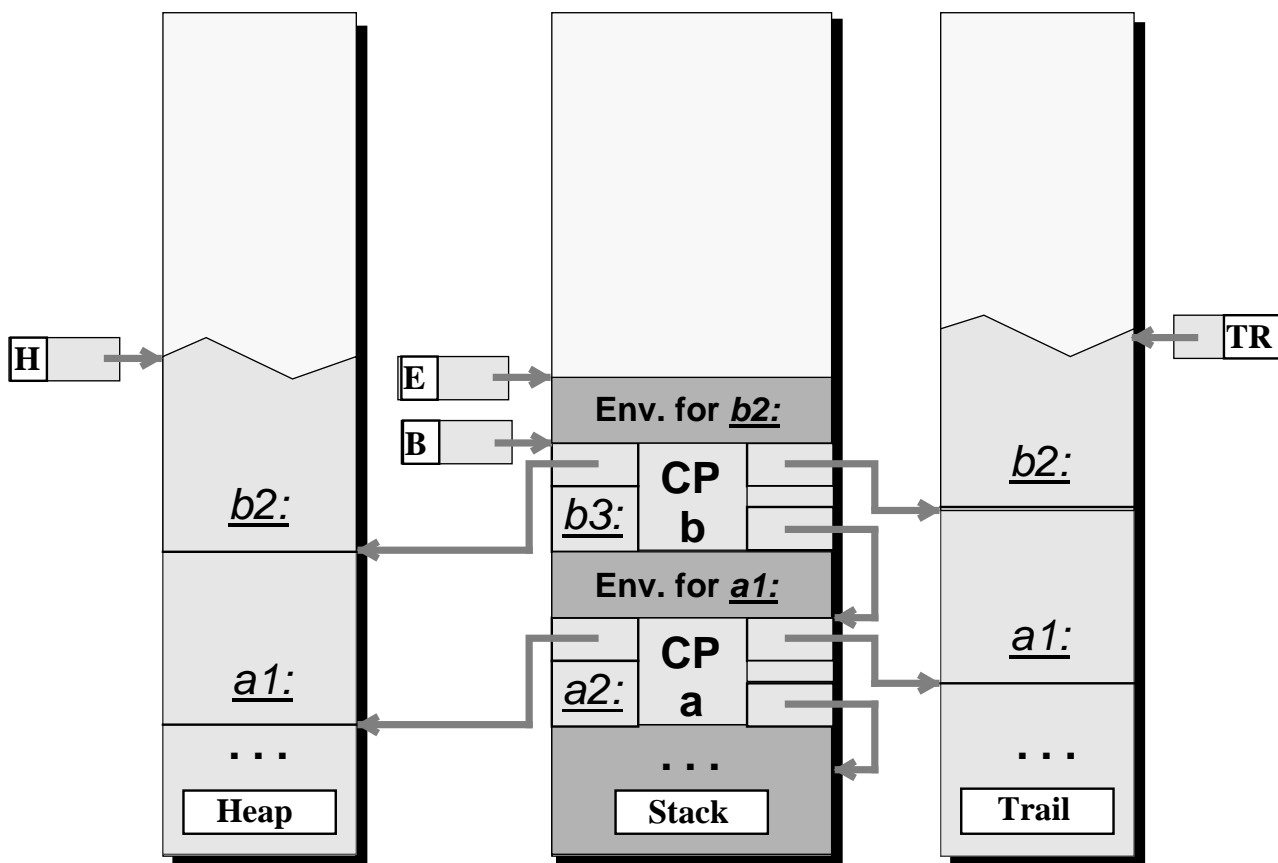 H
E
TR
Env. for b2:
B
CP
b
b2:
b2:
b3:
Env. for a1:
CP
a
a1:
a1:
a2:
. . .
. . .
. . .
Heap
Stack
Trail